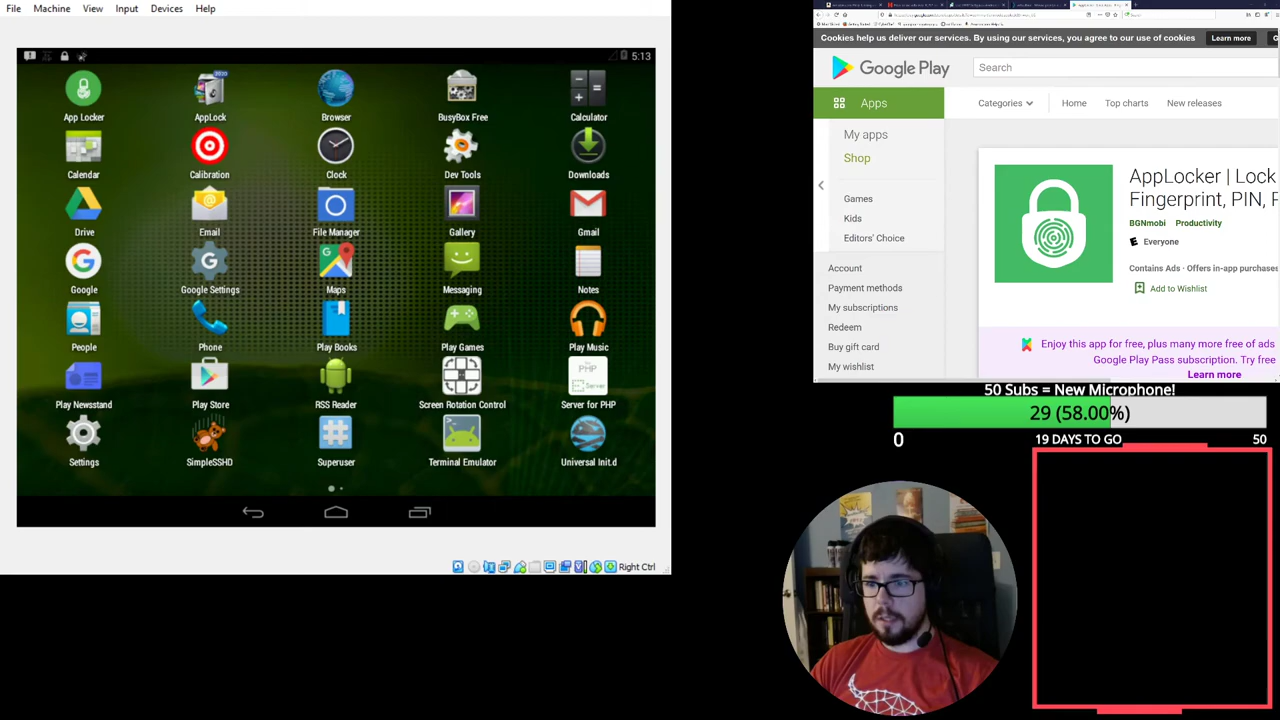 File Machine View Input Devices Help
5:13
App Locker AppLock Browser BusyBox Free Calculator
Calendar Calibration Clock Dev Tools Downloads
Drive Email File Manager Gallery Gmail
Google Google Settings Maps Messaging Notes
People Phone Play Books Play Games Play Music
PHP
Server
Play Newsstand Play Store RSS Reader Screen Rotation Control Server for PHP
Settings SimpleSSHD Superuser Terminal Emulator Universal Init.d
Right Ctrl
Cookies help us deliver our services. By using our services, you agree to our use of cookies Learn more
Google Play Search
Apps Categories Home Top charts New releases
My apps
Shop
Games
Kids
Editors' Choice
Account
Payment methods
My subscriptions
Redeem
Buy gift card
My wishlist
AppLocker | Lock
Fingerprint, PIN, P
BGNmobi Productivity
Everyone
Contains Ads · Offers in-app purchases
Add to Wishlist
Enjoy this app for free, plus many more free of ads
Google Play Pass subscription. Try free
Learn more
50 Subs = New Microphone!
29 (58.00%)
0 19 DAYS TO GO 50